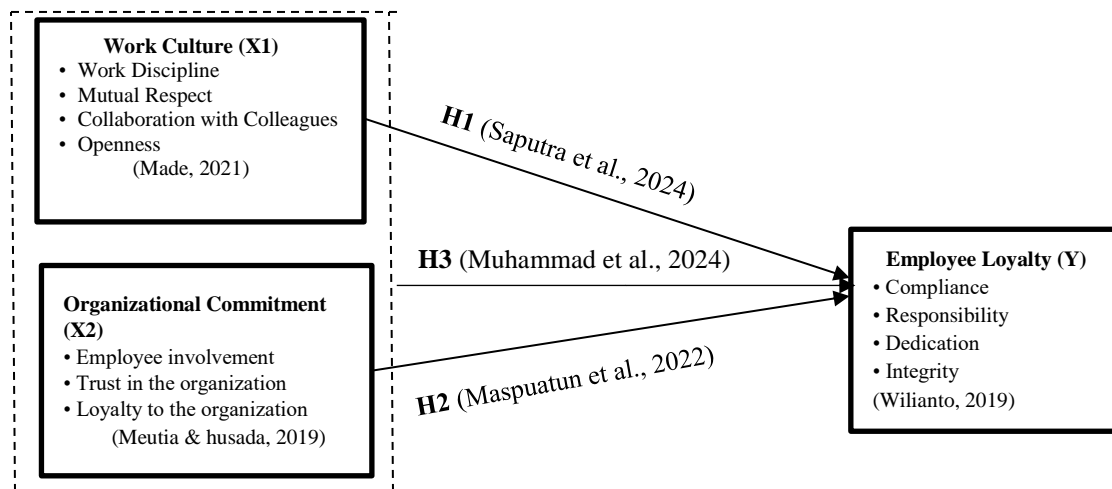 Work Culture (X1)
• Work Discipline
• Mutual Respect
• Collaboration with Colleagues
• Openness
(Made, 2021)
Organizational Commitment
(X2)
• Employee involvement
• Trust in the organization
• Loyalty to the organization
(Meutia & husada, 2019)
H1 (Saputra et al., 2024)
H3 (Muhammad et al., 2024)
H2 (Maspuatun et al., 2022)
Employee Loyalty (Y)
• Compliance
• Responsibility
• Dedication
• Integrity
(Wilianto, 2019)